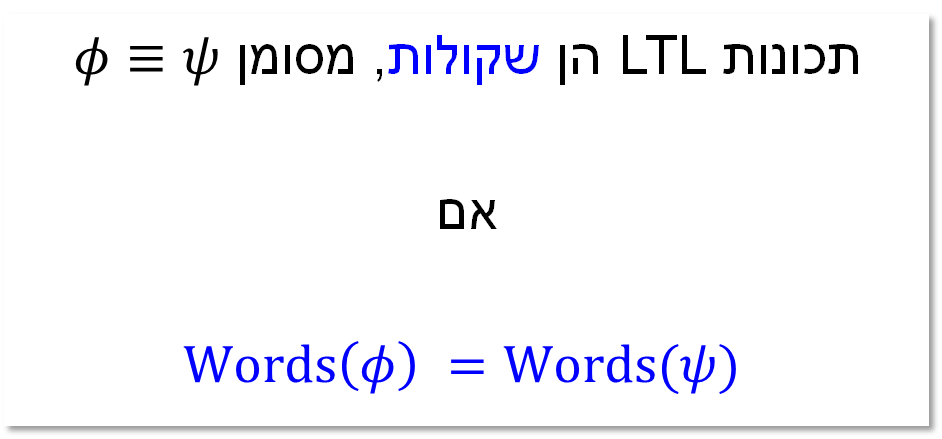 תכונות LTL הן שקולות, מסומן ϕ ≡ ψ
אם
Words(ϕ) = Words(ψ)